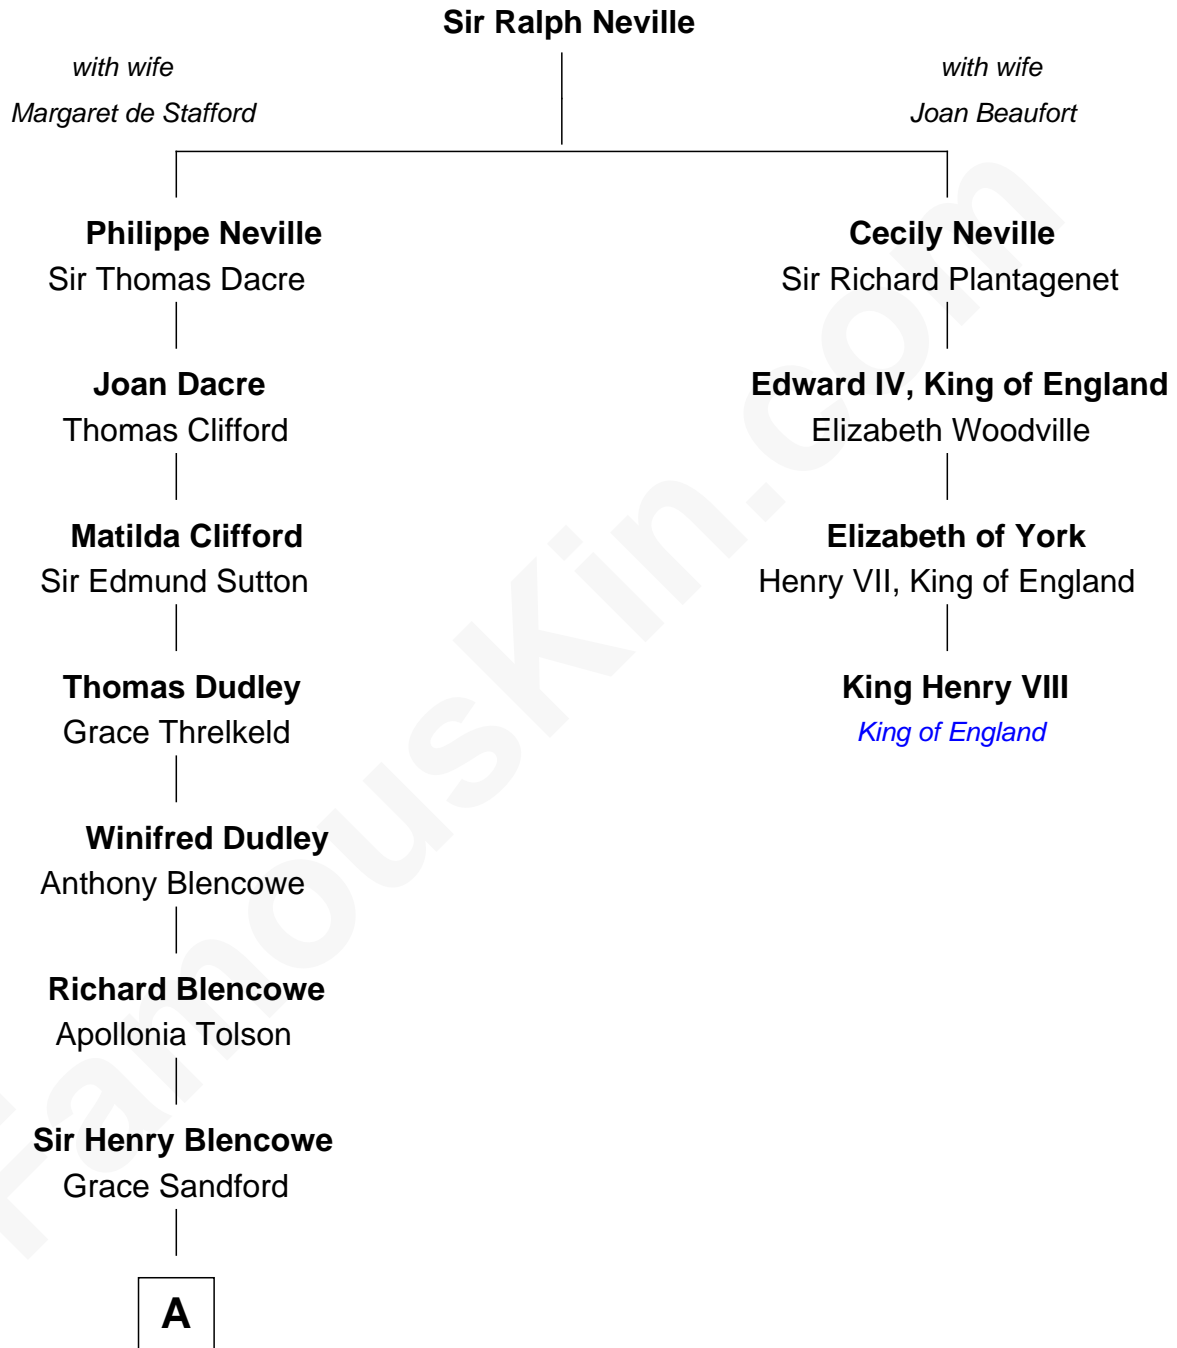 Sir Ralph Neville
with wife
Margaret de Stafford
with wife
Joan Beaufort
Philippe Neville
Sir Thomas Dacre
Cecily Neville
Sir Richard Plantagenet
Joan Dacre
Thomas Clifford
Edward IV, King of England
Elizabeth Woodville
Matilda Clifford
Sir Edmund Sutton
Elizabeth of York
Henry VII, King of England
Thomas Dudley
Grace Threlkeld
King Henry VIII
King of England
Winifred Dudley
Anthony Blencowe
Richard Blencowe
Apollonia Tolson
Sir Henry Blencowe
Grace Sandford
A
FamousKin.com